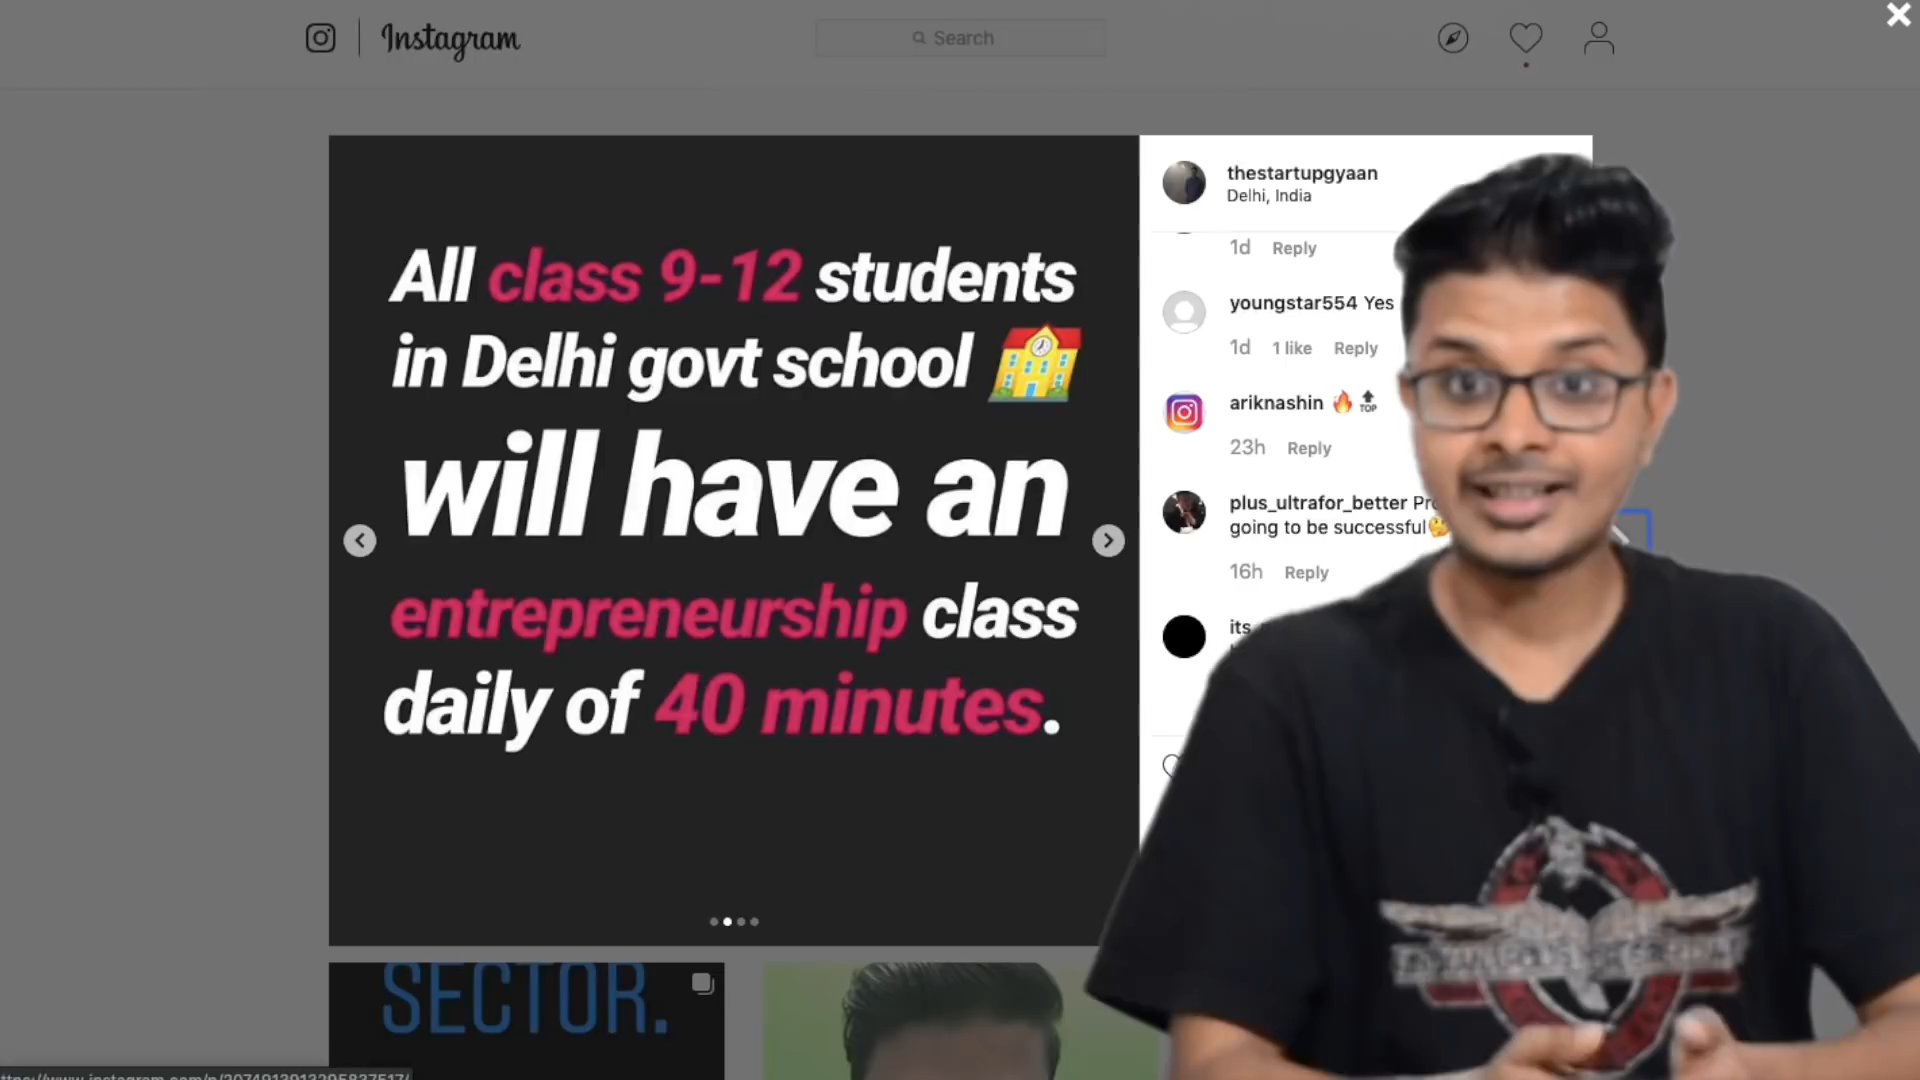 Instagram
Search
All class 9-12 students
in Delhi govt school
will have an
entrepreneurship class
daily of 40 minutes.
thestartupgyaan
Delhi, India
1d Reply
youngstar554 Yes
1d 1 like Reply
ariknashin 🔥 🔝
23h Reply
plus_ultrafor_better
going to be successful🤔
16h Reply
its
SECTOR.